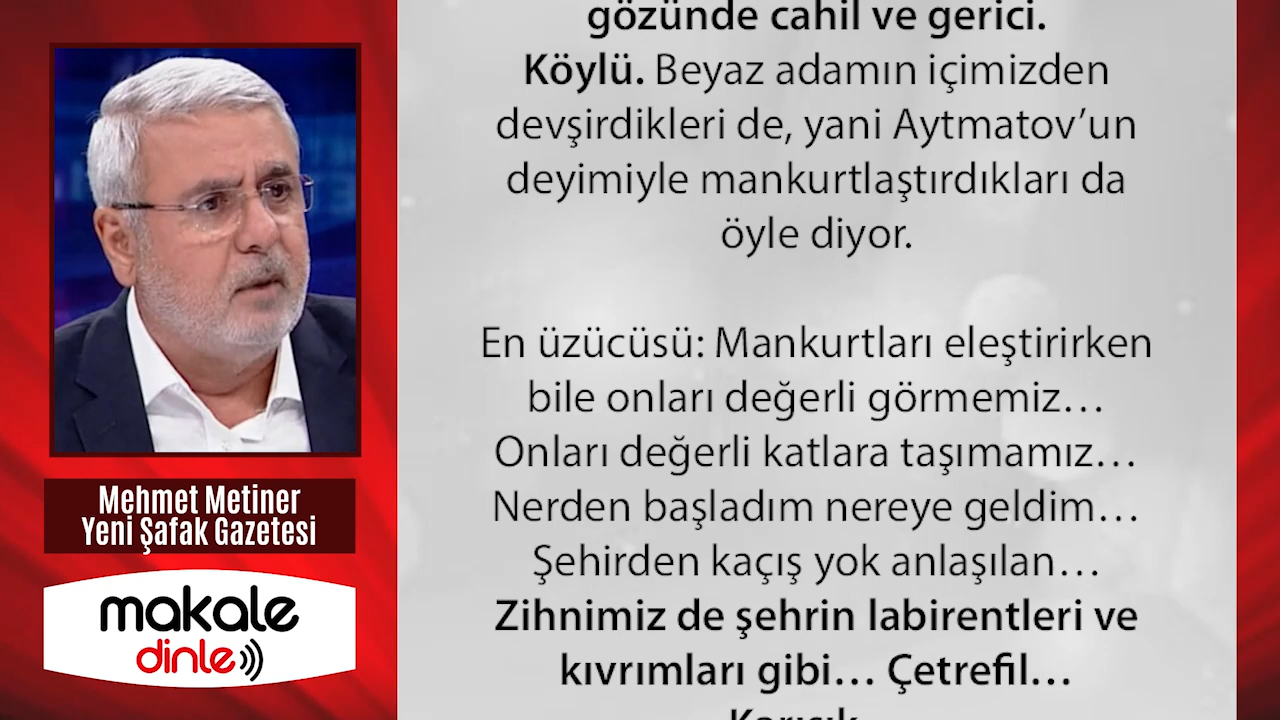 gözünde cahil ve gerici.
Köylü. Beyaz adamın içimizden
devşirdikleri de, yani Aytmatov’un
deyimiyle mankurtlaştırdıkları da
öyle diyor.
En üzücüsü: Mankurtları eleştirirken
bile onları değerli görmemiz…
Onları değerli katlara taşımamız…
Nerden başladım nereye geldim…
Şehirden kaçış yok anlaşılan…
Zihnimiz de şehrin labirentleri ve
kıvrımları gibi… Çetrefil…
Mehmet Metiner
Yeni Şafak Gazetesi
makale
dinle